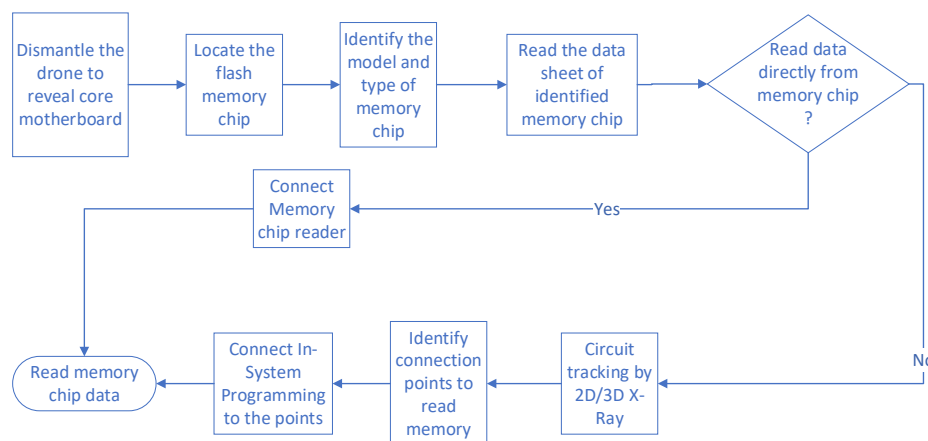 Dismantle the
drone to
reveal core
motherboard
Locate the
flash
memory
chip
Identify the
model and
type of
memory
chip
Read the data
sheet of
identified
memory chip
Read data
directly from
memory chip
?
Yes
Connect
Memory
chip reader
No
Circuit
tracking by
2D/3D X-
Ray
Identify
connection
points to
read
memory
Connect In-
System
Programming
to the points
Read memory
chip data